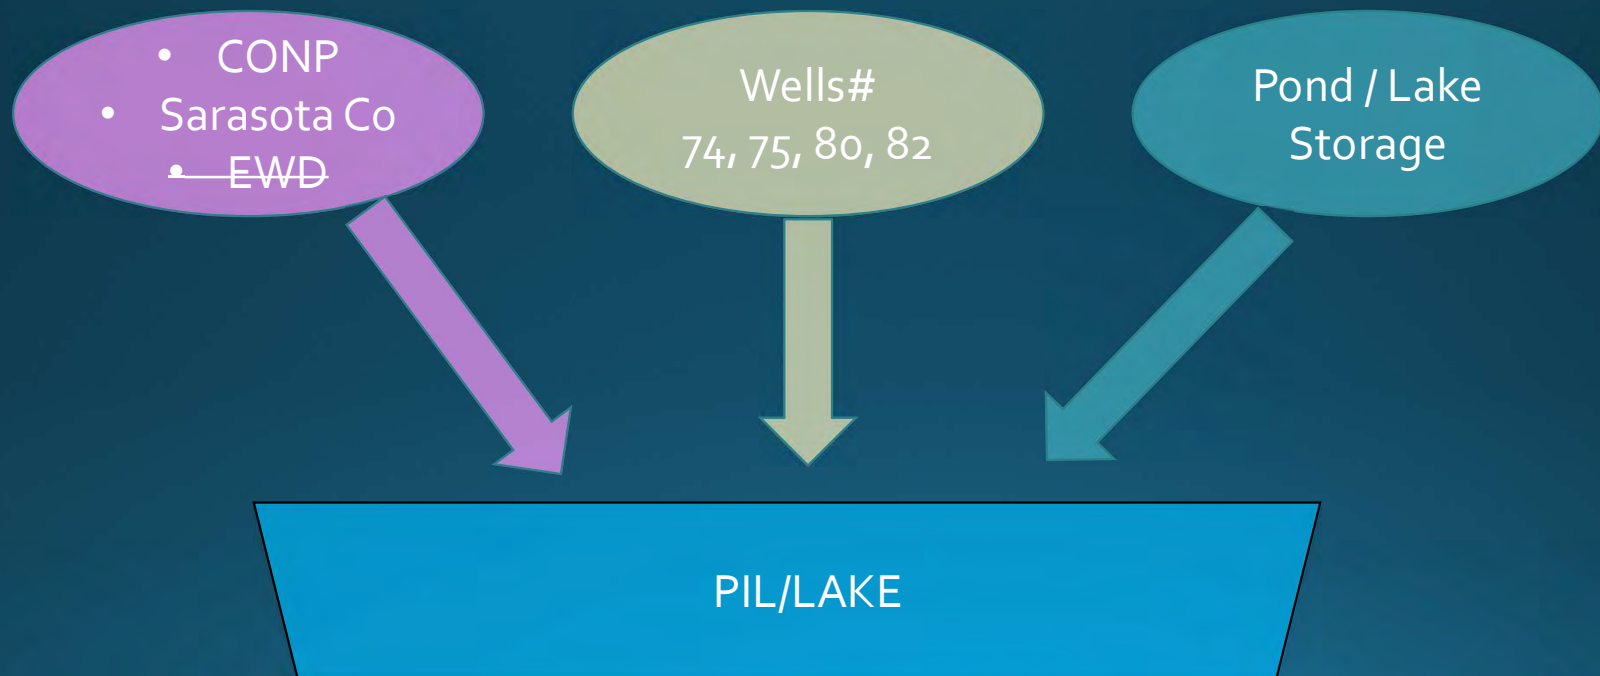 • CONP
• Sarasota Co
• EWD
Wells#
74, 75, 80, 82
Pond / Lake
Storage
PIL/LAKE